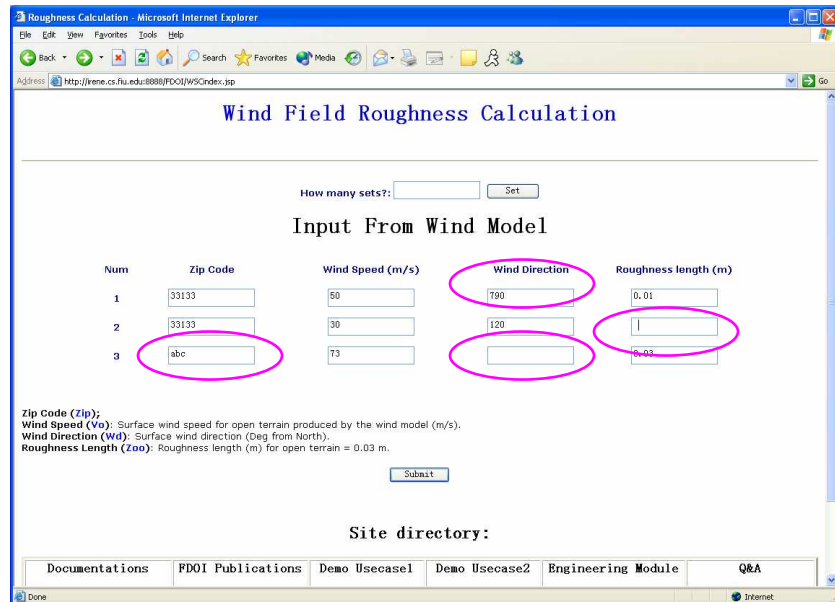 Roughness Calculation - Microsoft Internet Explorer
File Edit View Favorites Tools Help
Back Search Favorites Media
Address http://irene.cs.fiu.edu:8888/FDOI/WSCindex.jsp Go
Wind Field Roughness Calculation
How many sets?: Set
Input From Wind Model
Num Zip Code Wind Speed (m/s) Wind Direction Roughness length (m)
1 33133 50 790 0.01
2 33133 30 120
3 abc 73 0.03
Zip Code (Zip);
Wind Speed (Vo): Surface wind speed for open terrain produced by the wind model (m/s).
Wind Direction (Wd): Surface wind direction (Deg from North).
Roughness Length (Zoo): Roughness length (m) for open terrain = 0.03 m.
Submit
Site directory:
Documentations FDOI Publications Demo Usecase1 Demo Usecase2 Engineering Module Q&A
Done Internet